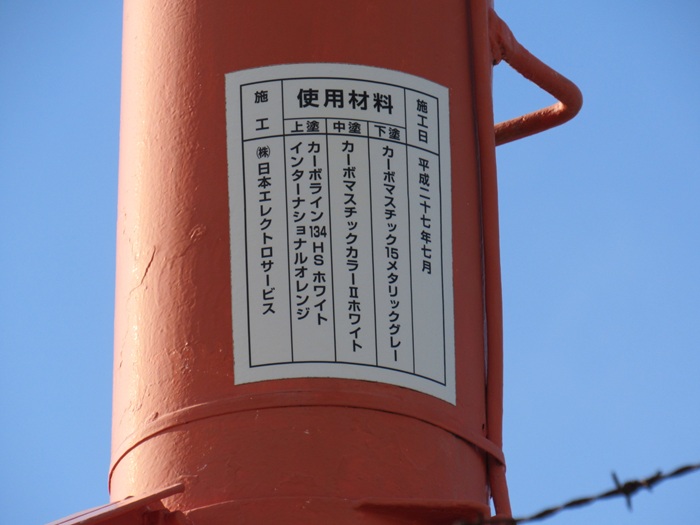 施工日
平成二十七年七月
使用材料
下塗
カーボマスチック15メタリックグレー
中塗
カーボマスチックカラーⅡホワイト
上塗
カーボライン134HSホワイト
インターナショナルオレンジ
施工
㈱日本エレクトロサービス